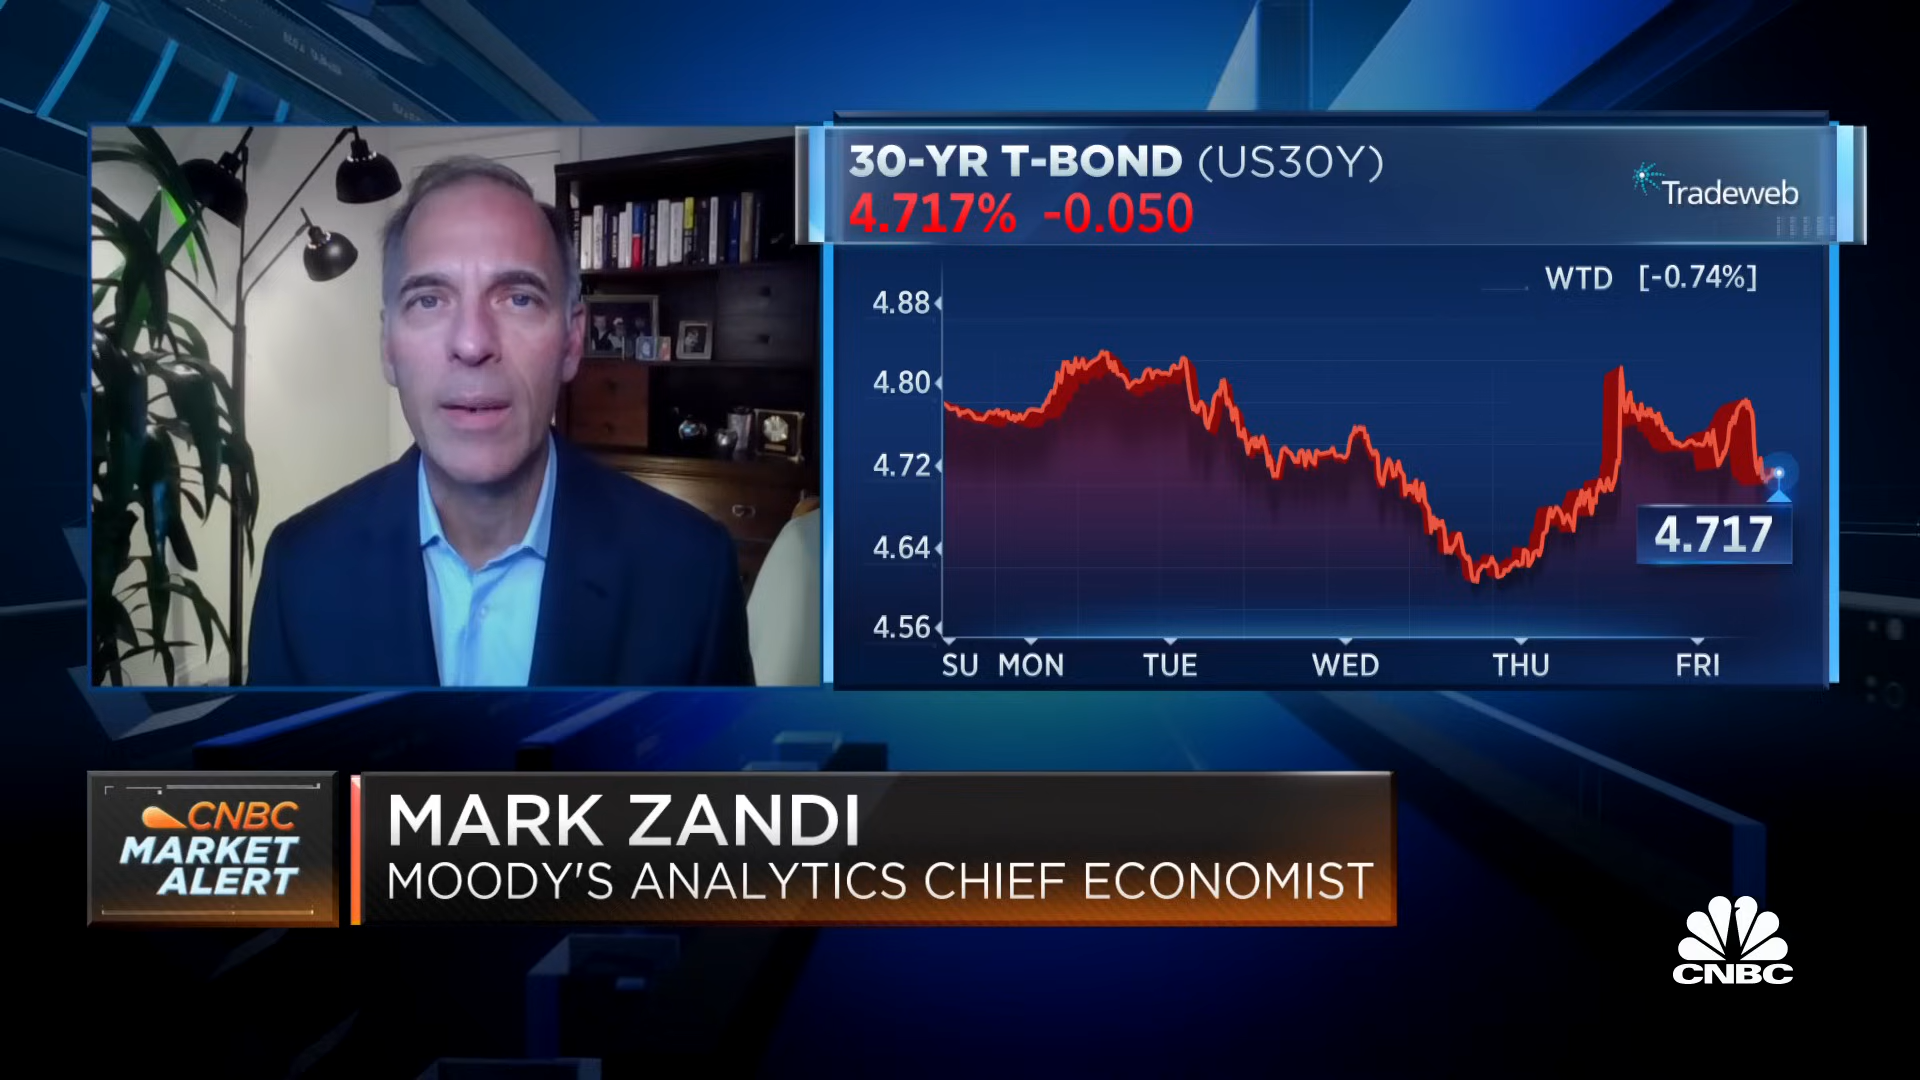 30-YR T-BOND (US30Y)
4.717% -0.050
Tradeweb
WTD [-0.74%]
4.88
4.80
4.72
4.64
4.56
4.717
SU MON TUE WED THU FRI
CNBC
MARKET
ALERT
MARK ZANDI
MOODY'S ANALYTICS CHIEF ECONOMIST
CNBC